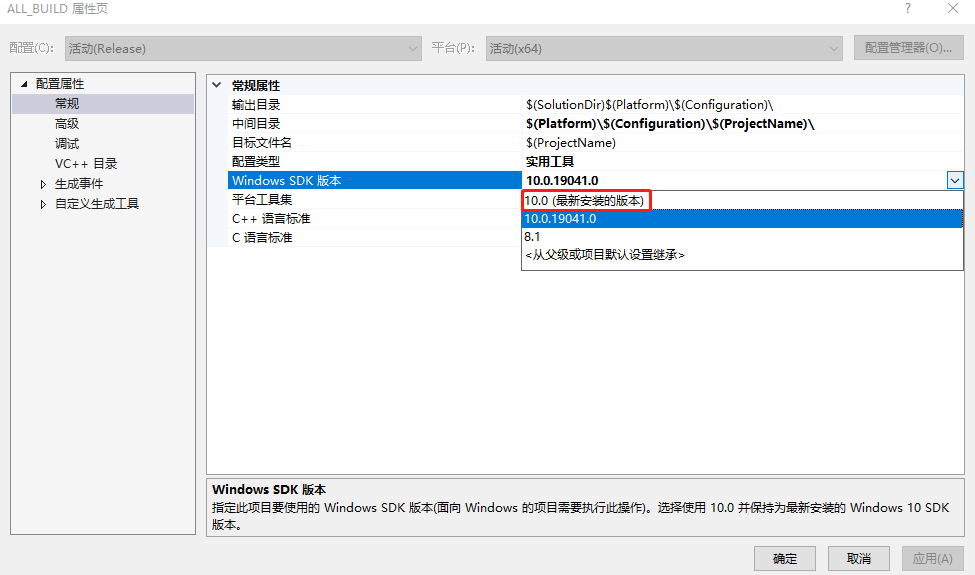 ALL_BUILD 属性页
?
配置(C):
活动(Release)
平台(P):
活动(x64)
配置管理器(O)...
配置属性
常规
高级
调试
VC++ 目录
生成事件
自定义生成工具
常规属性
输出目录 $(SolutionDir)$(Platform)\$(Configuration)\
中间目录 $(Platform)\$(Configuration)\$(ProjectName)\
目标文件名 $(ProjectName)
配置类型 实用工具
Windows SDK 版本 10.0.19041.0
平台工具集
C++ 语言标准
C 语言标准
10.0 (最新安装的版本)
10.0.19041.0
8.1
<从父级或项目默认设置继承>
Windows SDK 版本
指定此项目要使用的 Windows SDK 版本(面向 Windows 的项目需要执行此操作)。选择使用 10.0 并保持为最新安装的 Windows 10 SDK
版本。
确定
取消
应用(A)